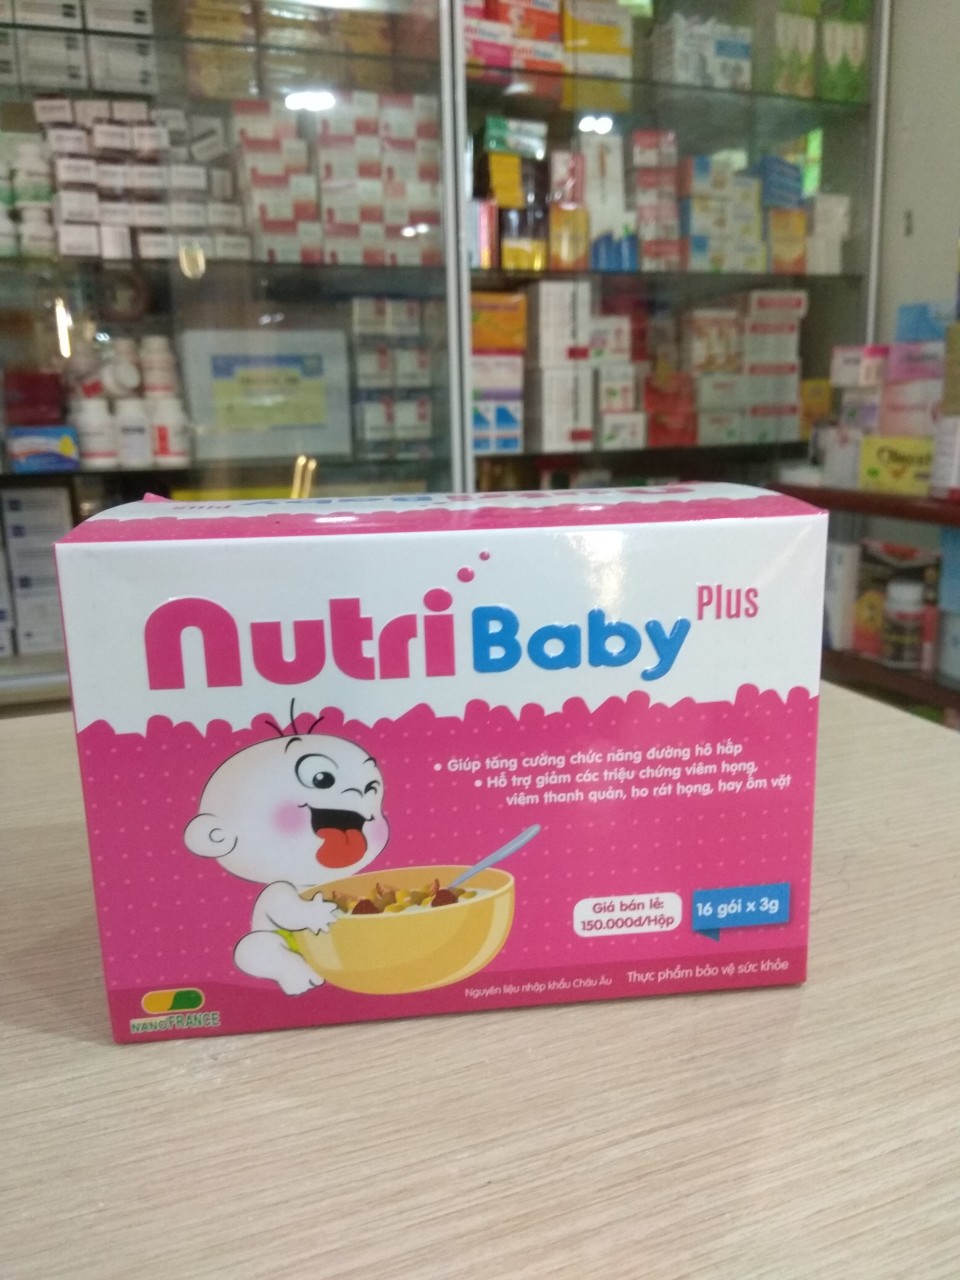 nutri Baby Plus
• Giúp tăng cường chức năng đường hô hấp
• Hỗ trợ giảm các triệu chứng viêm họng,
viêm thanh quản, ho rát họng, hay ốm vặt
Giá bán lẻ:
150.000đ/Hộp
16 gói x 3g
Nguyên liệu nhập khẩu Châu Âu
Thực phẩm bảo vệ sức khỏe
NANOFRANCE